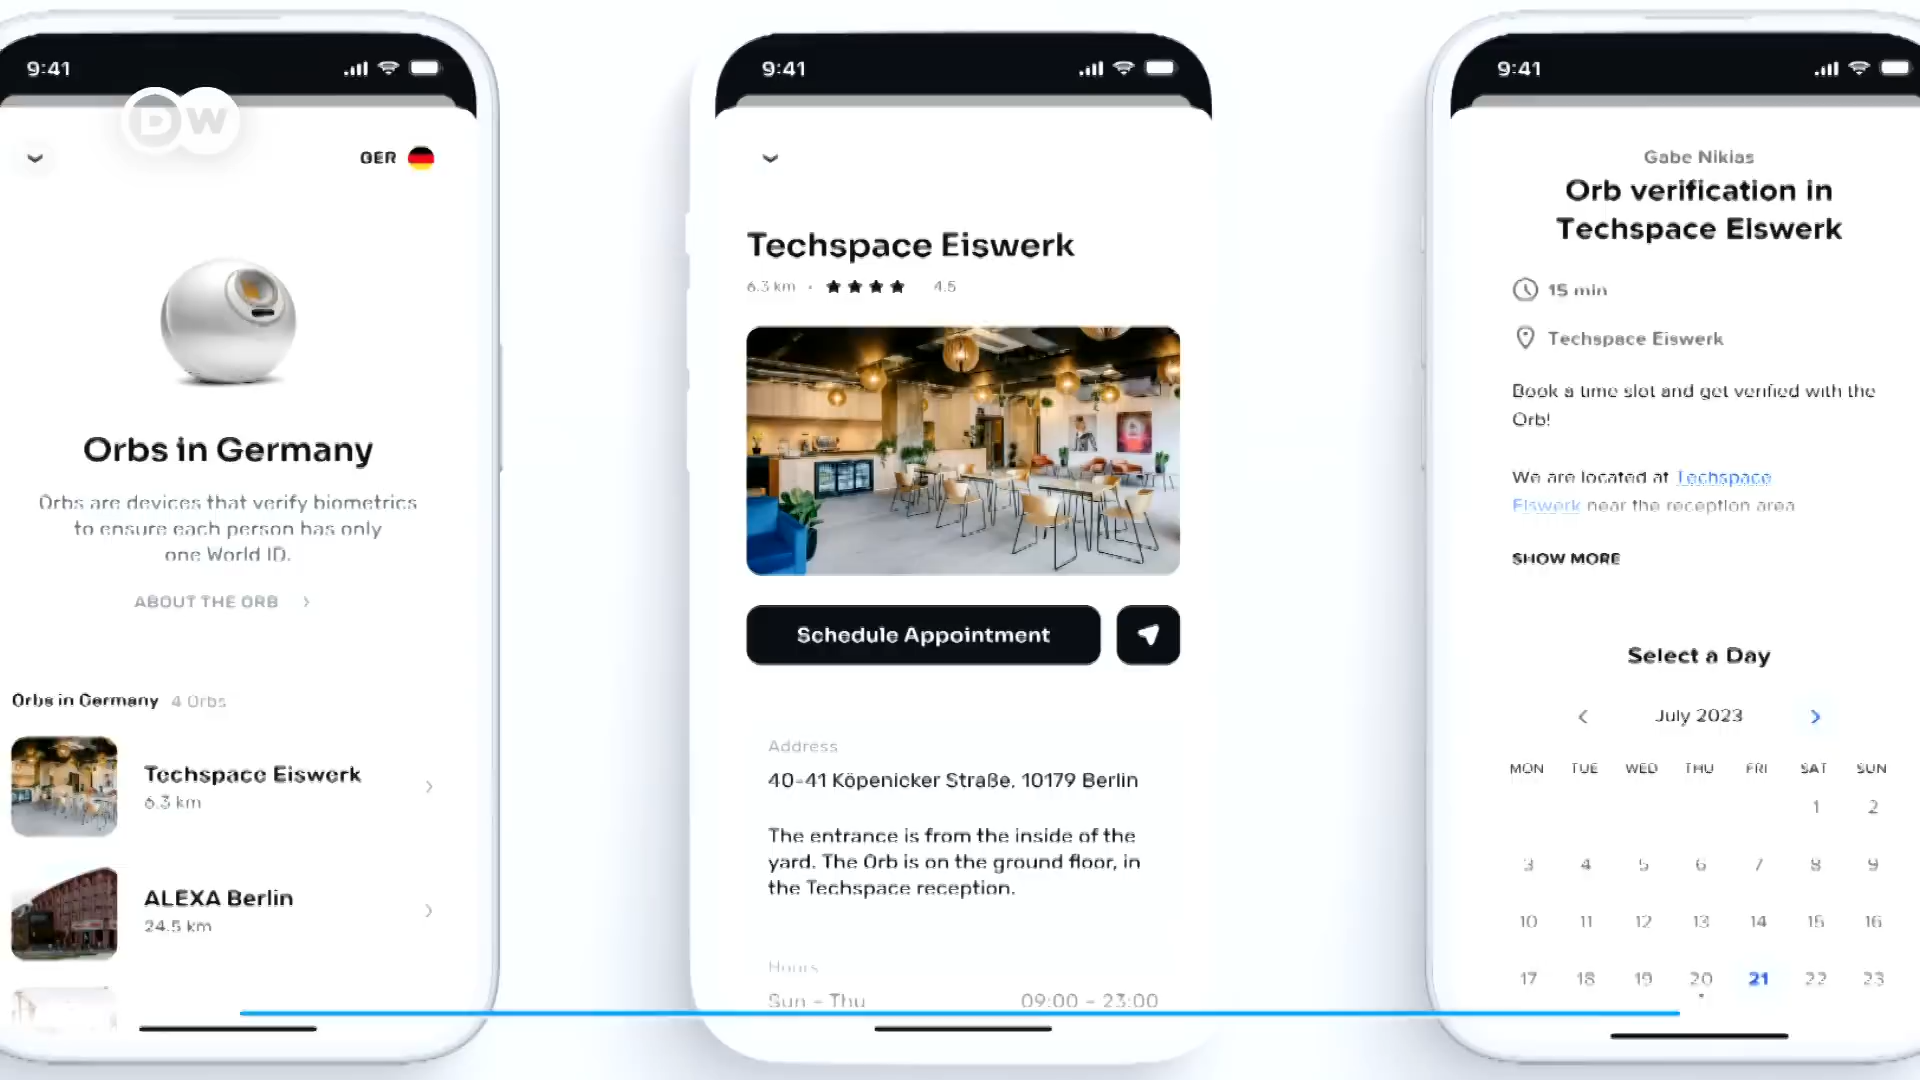 9:41
DW
GER
Orbs in Germany
Orbs are devices that verify biometrics
to ensure each person has only
one World ID.
ABOUT THE ORB
Orbs in Germany 4 Orbs
Techspace Eiswerk
6.3 km
ALEXA Berlin
24.5 km
9:41
Techspace Eiswerk
6.3 km · ★★★★ 4.5
Schedule Appointment
Address
40-41 Köpenicker Straße, 10179 Berlin
The entrance is from the inside of the
yard. The Orb is on the ground floor, in
the Techspace reception.
Hours
Sun – Thu 09:00 – 23:00
9:41
Gabe Niklas
Orb verification in
Techspace Eiswerk
15 min
Techspace Eiswerk
Book a time slot and get verified with the
Orb!
We are located at Techspace
Eiswerk near the reception area
SHOW MORE
Select a Day
July 2023
MON TUE WED THU FRI SAT SUN
1 2
3 4 5 6 7 8 9
10 11 12 13 14 15 16
17 18 19 20 21 22 23